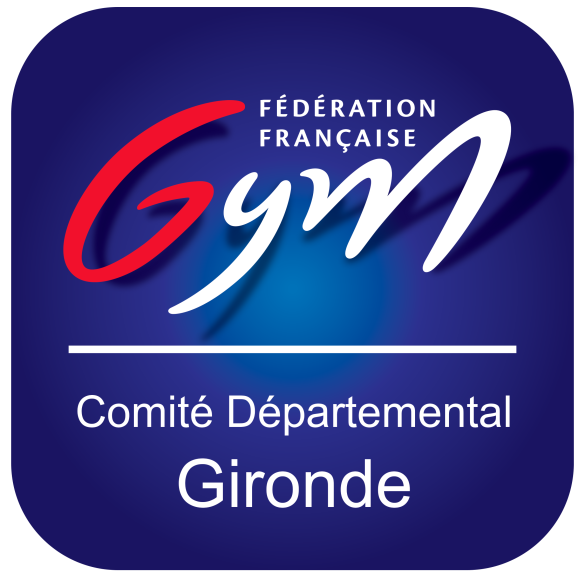 FÉDÉRATION
FRANÇAISE
Gym
Comité Départemental
Gironde